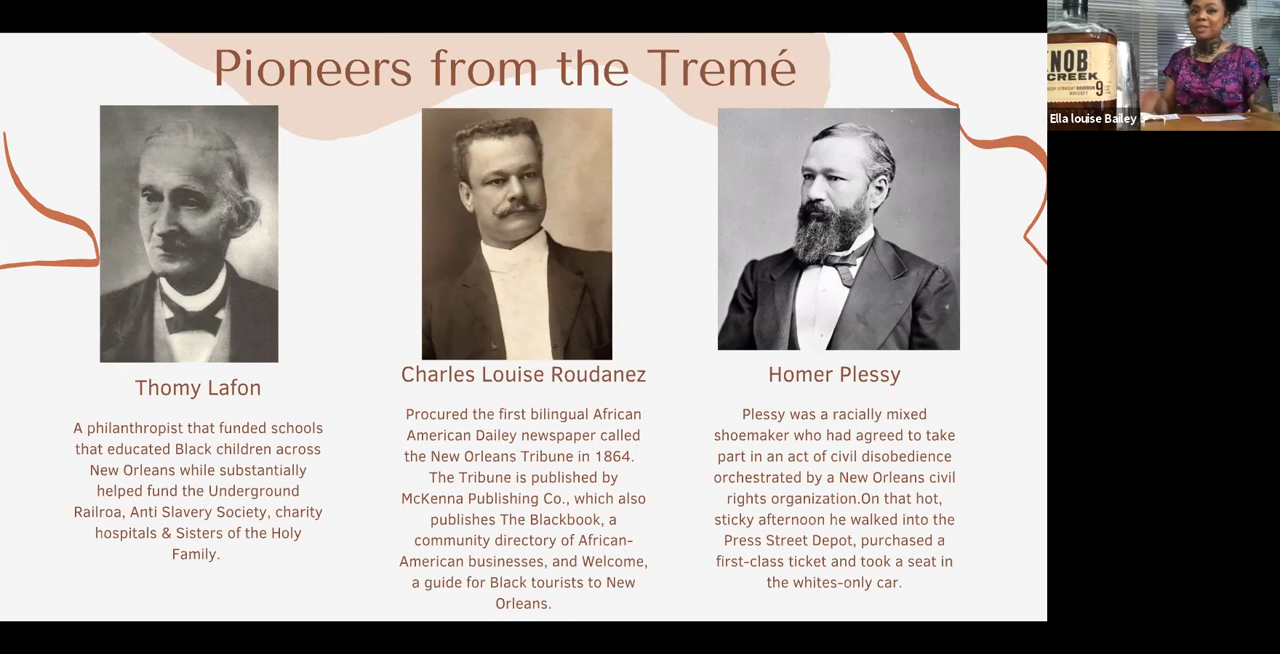 Pioneers from the Tremé
Thomy Lafon
A philanthropist that funded schools
that educated Black children across
New Orleans while substantially
helped fund the Underground
Railroa, Anti Slavery Society, charity
hospitals & Sisters of the Holy
Family.
Charles Louise Roudanez
Procured the first bilingual African
American Dailey newspaper called
the New Orleans Tribune in 1864.
The Tribune is published by
McKenna Publishing Co., which also
publishes The Blackbook, a
community directory of African-
American businesses, and Welcome,
a guide for Black tourists to New
Orleans.
Homer Plessy
Plessy was a racially mixed
shoemaker who had agreed to take
part in an act of civil disobedience
orchestrated by a New Orleans civil
rights organization.On that hot,
sticky afternoon he walked into the
Press Street Depot, purchased a
first-class ticket and took a seat in
the whites-only car.
KNOB
CREEK
STRAIGHT BOURBON
WHISKEY
9
Ella louise Bailey